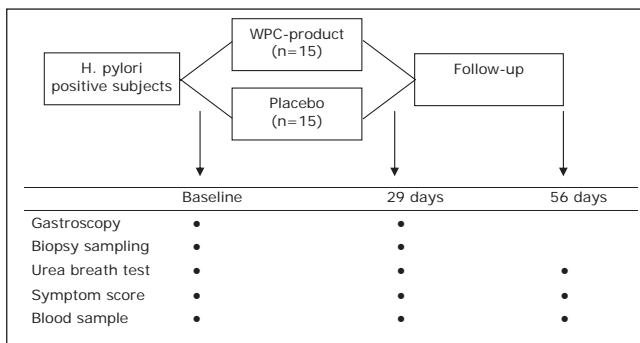 WPC-product
(n=15)
H. pylori
positive subjects
Follow-up
Placebo
(n=15)
Baseline 29 days 56 days
Gastroscopy • •
Biopsy sampling • •
Urea breath test • • •
Symptom score • • •
Blood sample • • •